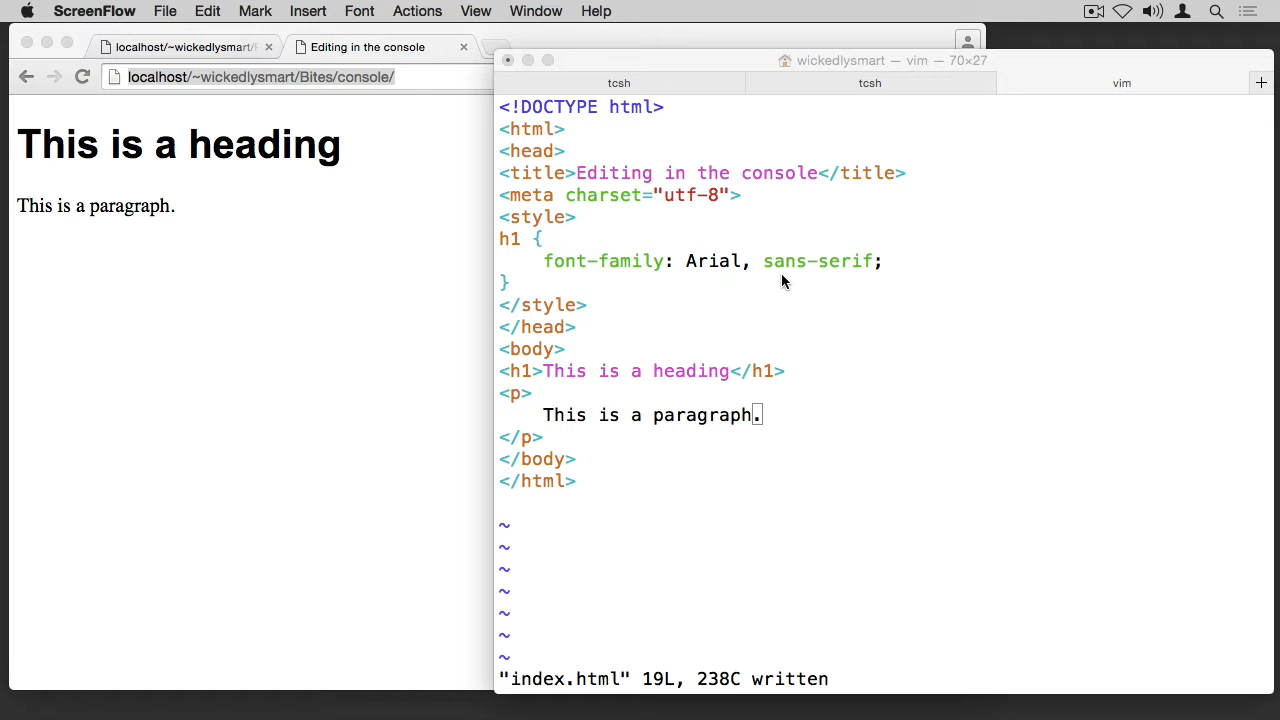 ScreenFlow File Edit Mark Insert Font Actions View Window Help
localhost/~wickedlysmart/
Editing in the console
localhost/~wickedlysmart/Bites/console/
This is a heading
This is a paragraph.
wickedlysmart — vim — 70×27
tcsh tcsh vim +
<!DOCTYPE html>
<html>
<head>
<title>Editing in the console</title>
<meta charset="utf-8">
<style>
h1 {
    font-family: Arial, sans-serif;
}
</style>
</head>
<body>
<h1>This is a heading</h1>
<p>
    This is a paragraph.
</p>
</body>
</html>
~
~
~
~
~
~
~
"index.html" 19L, 238C written